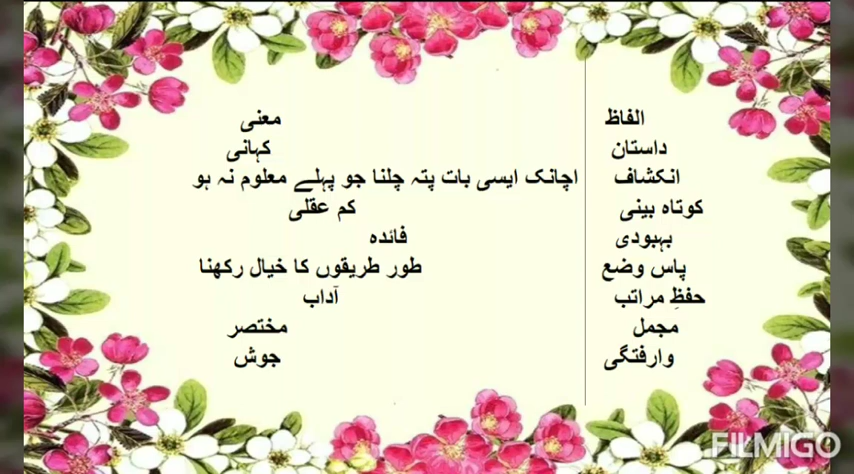 الفاظ معنی
داستان کہانی
انکشاف اچانک ایسی بات پتہ چلنا جو پہلے معلوم نہ ہو
کوتاہ بینی کم عقلی
بہبودی فائدہ
پاس وضع طور طریقوں کا خیال رکھنا
حفظِ مراتب آداب
مجمل مختصر
وارفتگی جوش
FILMIGO